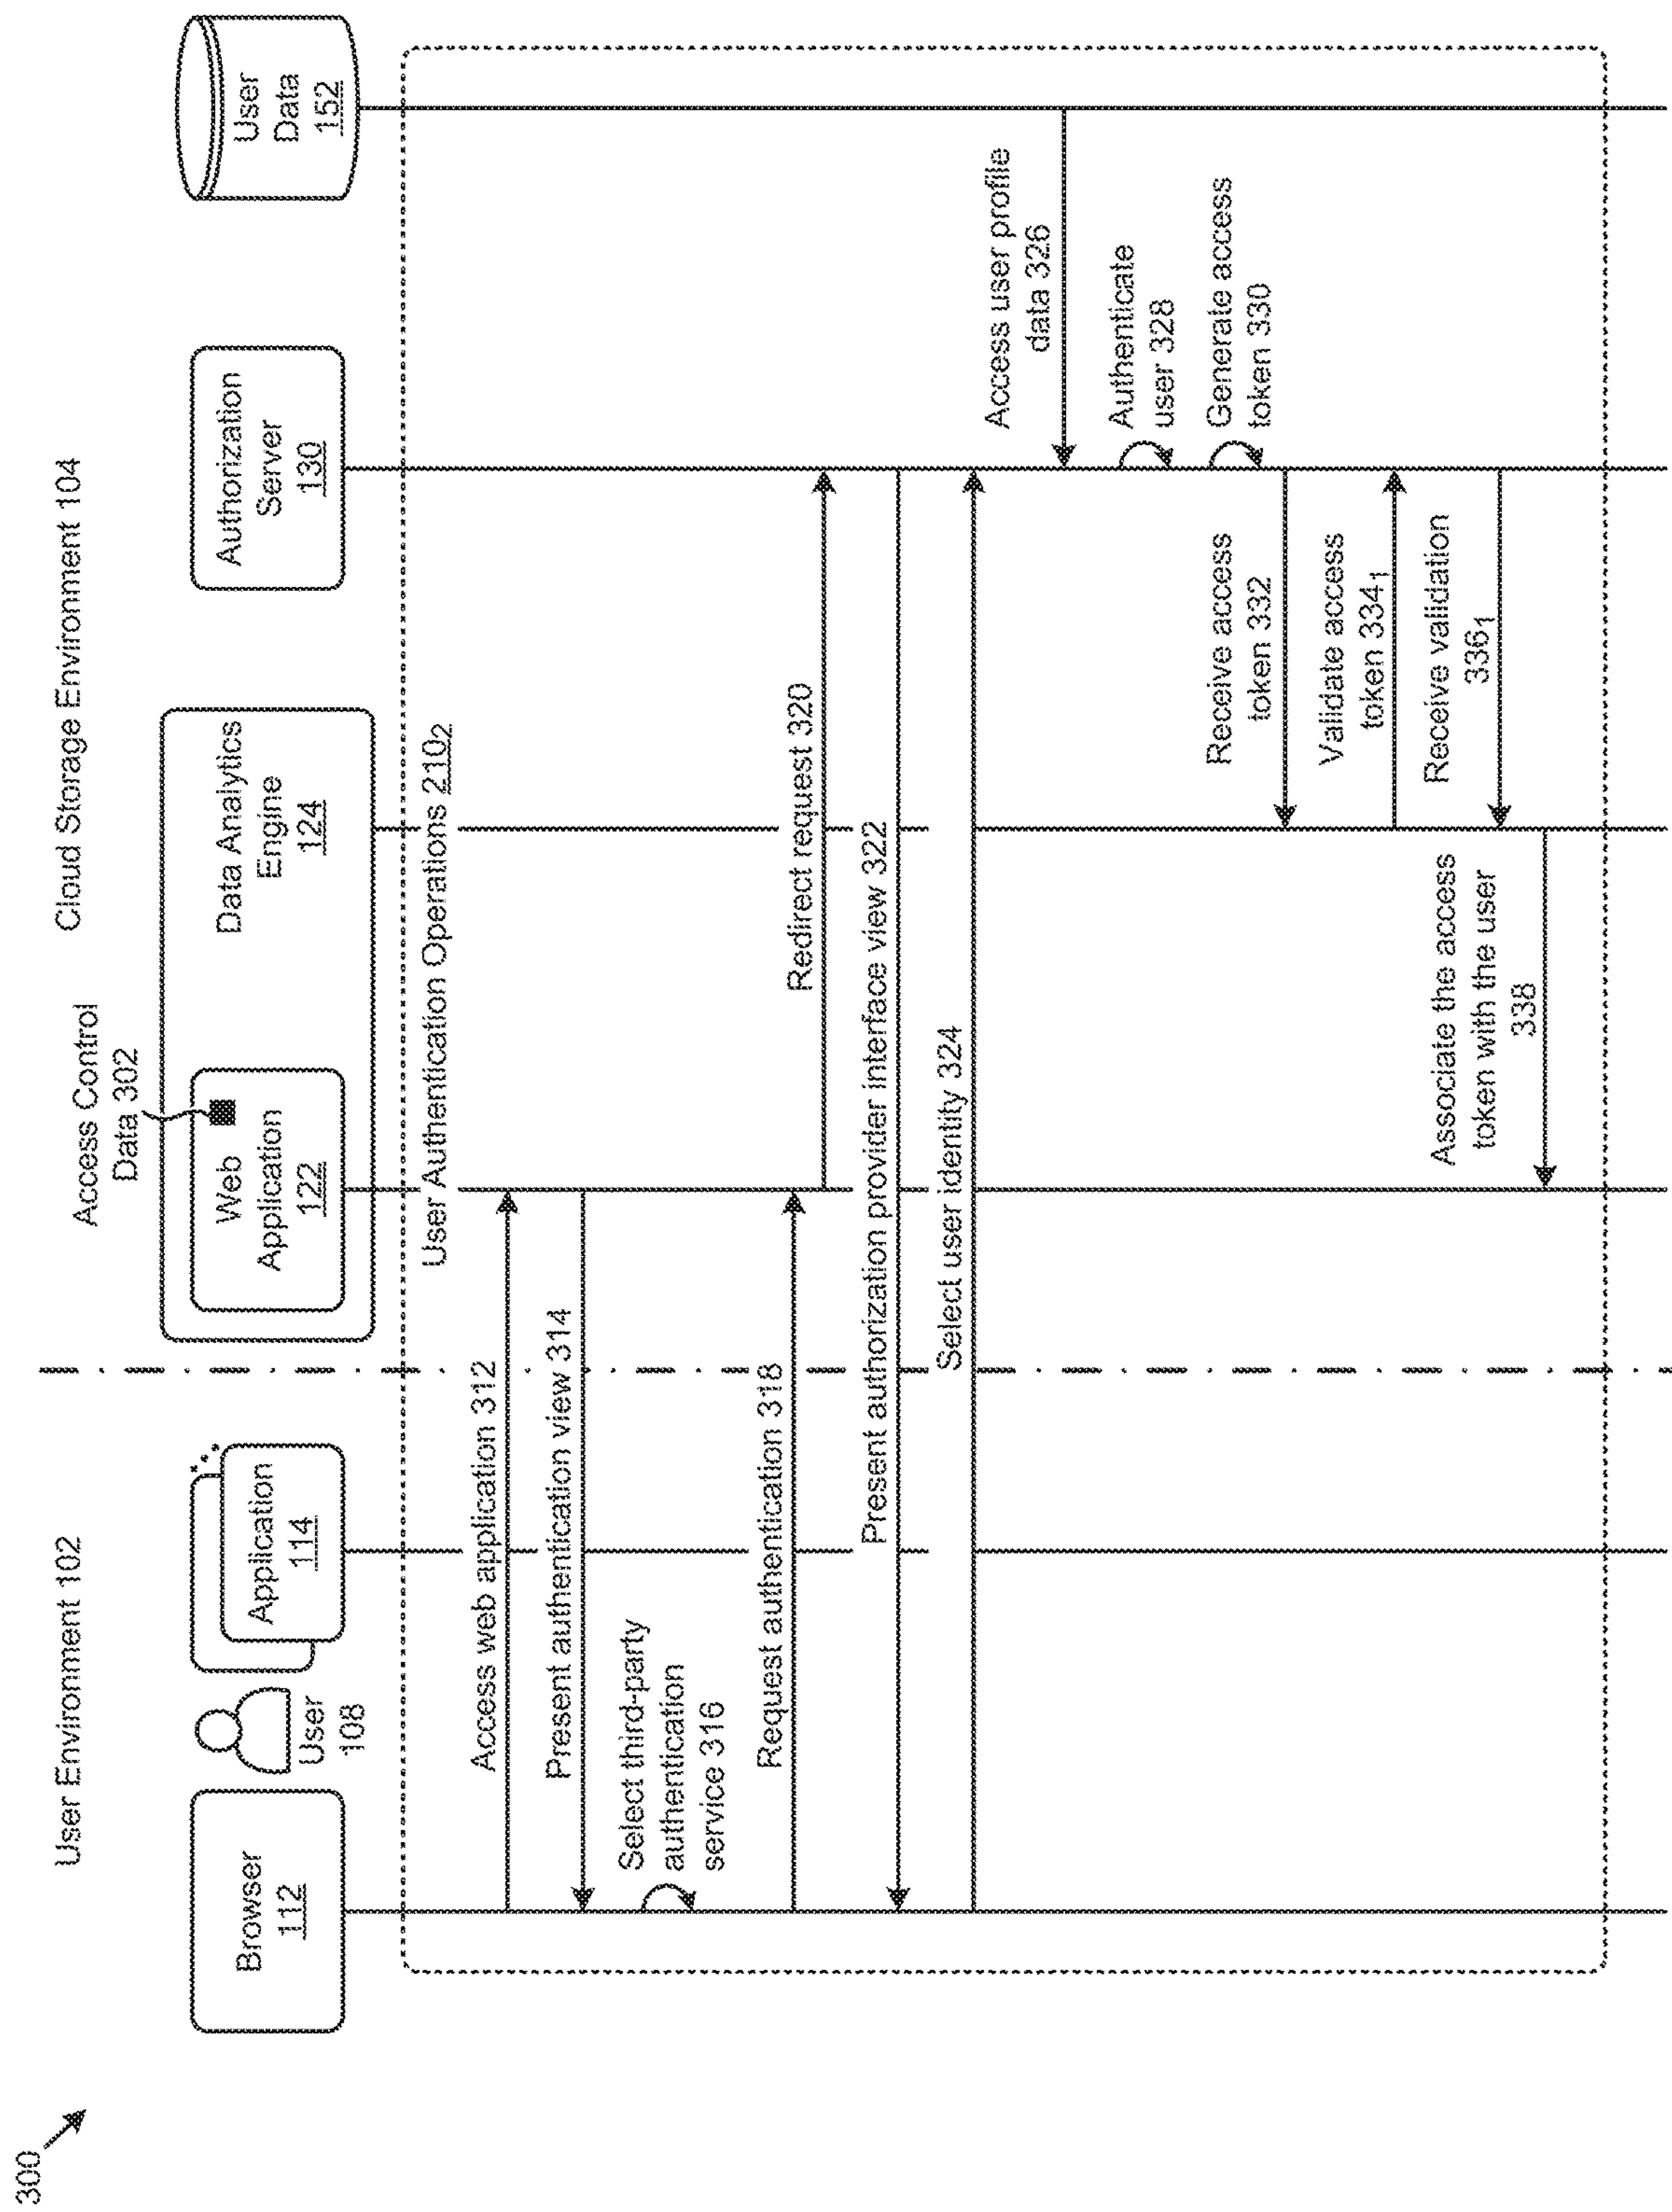 300
User Environment 102
Cloud Storage Environment 104
Access Control
Data 302
Browser
112
User
108
Application
114
Web
Application
122
Data Analytics
Engine
124
Authorization
Server
130
User
Data
152
User Authentication Operations 210₂
Access web application 312
Present authentication view 314
Select third-party
authentication
service 316
Request authentication 318
Redirect request 320
Present authorization provider interface view 322
Select user identity 324
Access user profile
data 326
Authenticate
user 328
Generate access
token 330
Receive access
token 332
Validate access
token 334₁
Receive validation
336₁
Associate the access
token with the user
338